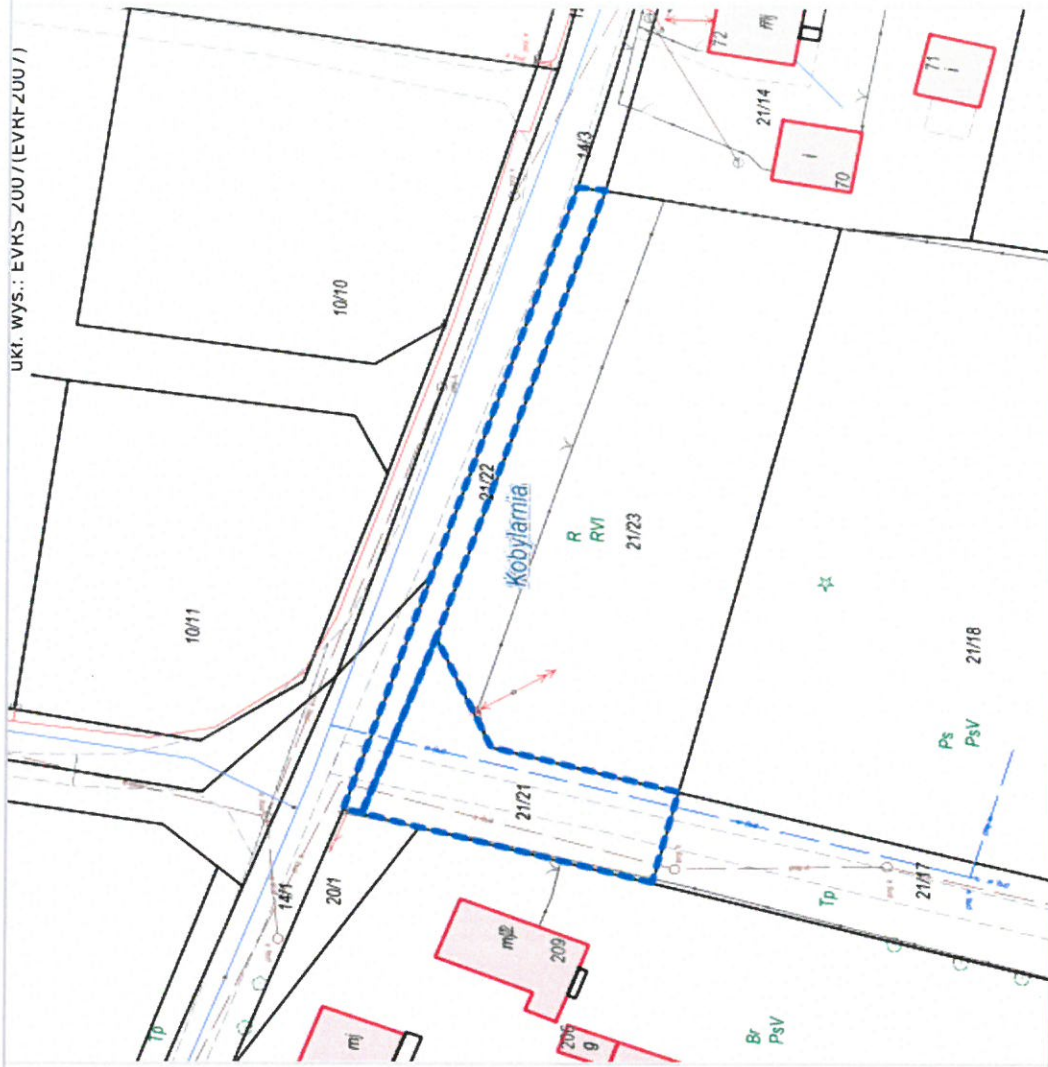 ukł. wys.: EVRS 2007 (EVRF2007)
72
mj
71
i
21/14
i
70
14/3
10/10
21/22
Kobylarnia
R
RVI
21/23
10/11
21/18
Ps
PsV
21/21
21/17
Tp
14/1
20/1
mj2
209
Tp
mj
206
g
Br
PsV